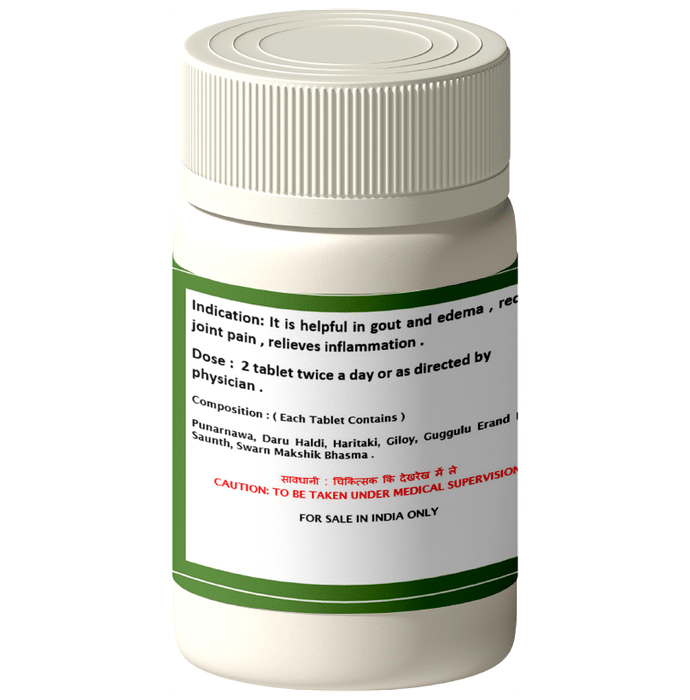 Indication: It is helpful in gout and edema , rec
joint pain , relieves inflammation .
Dose : 2 tablet twice a day or as directed by
physician .
Composition : ( Each Tablet Contains )
Punarnawa, Daru Haldi, Haritaki, Giloy, Guggulu Erand
Saunth, Swarn Makshik Bhasma .
सावधानी : चिकित्सक कि देखरेख में ले
CAUTION: TO BE TAKEN UNDER MEDICAL SUPERVISION
FOR SALE IN INDIA ONLY